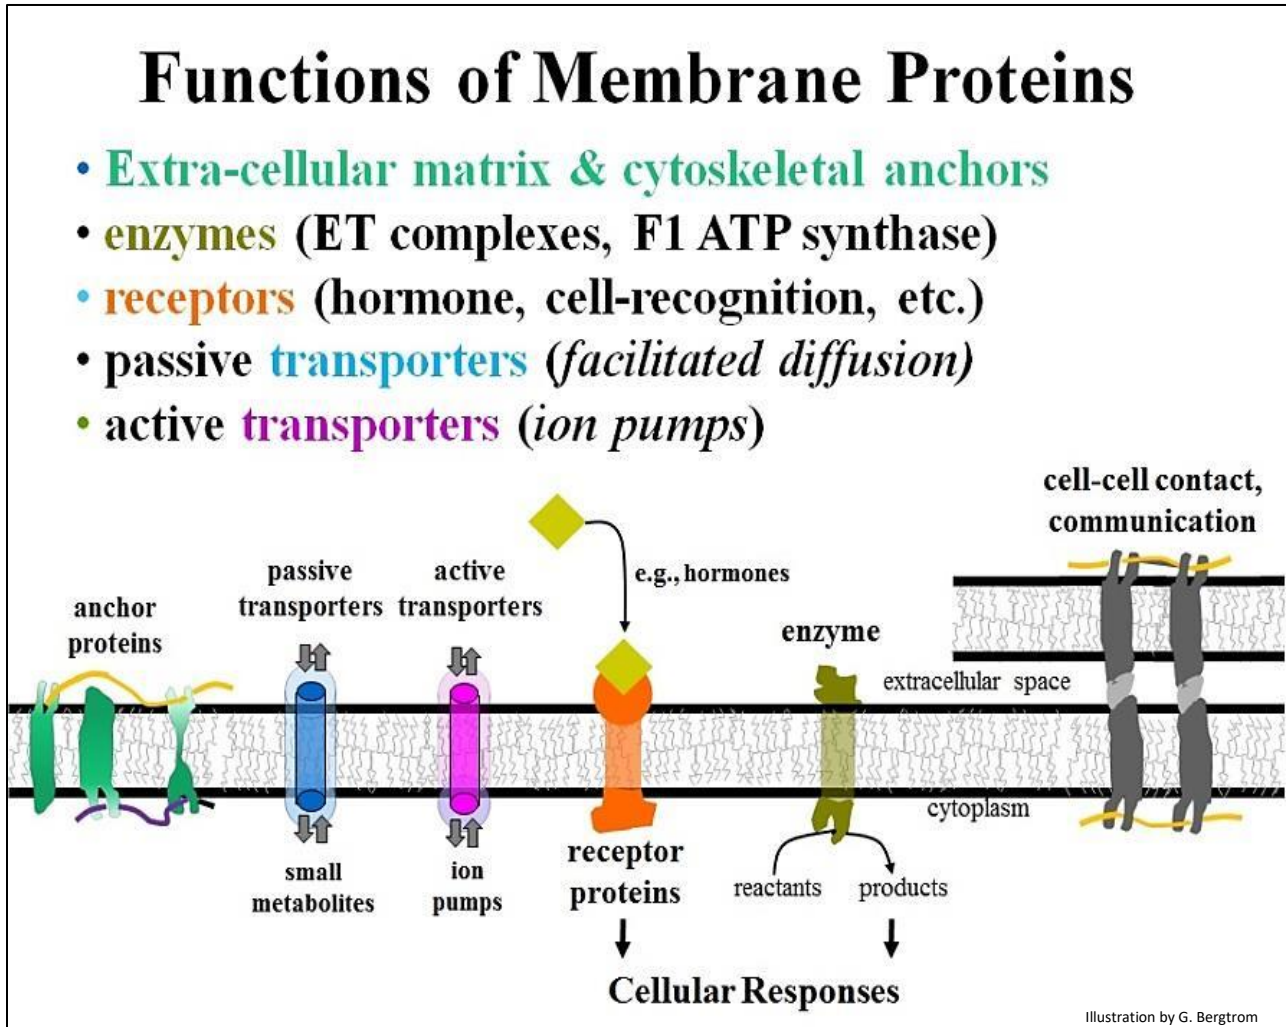 Functions of Membrane Proteins
• Extra-cellular matrix & cytoskeletal anchors
• enzymes (ET complexes, F1 ATP synthase)
• receptors (hormone, cell-recognition, etc.)
• passive transporters (facilitated diffusion)
• active transporters (ion pumps)
cell-cell contact,
communication
passive
transporters
active
transporters
e.g., hormones
anchor
proteins
enzyme
extracellular space
cytoplasm
small
metabolites
ion
pumps
receptor
proteins
reactants
products
Cellular Responses
Illustration by G. Bergtrom